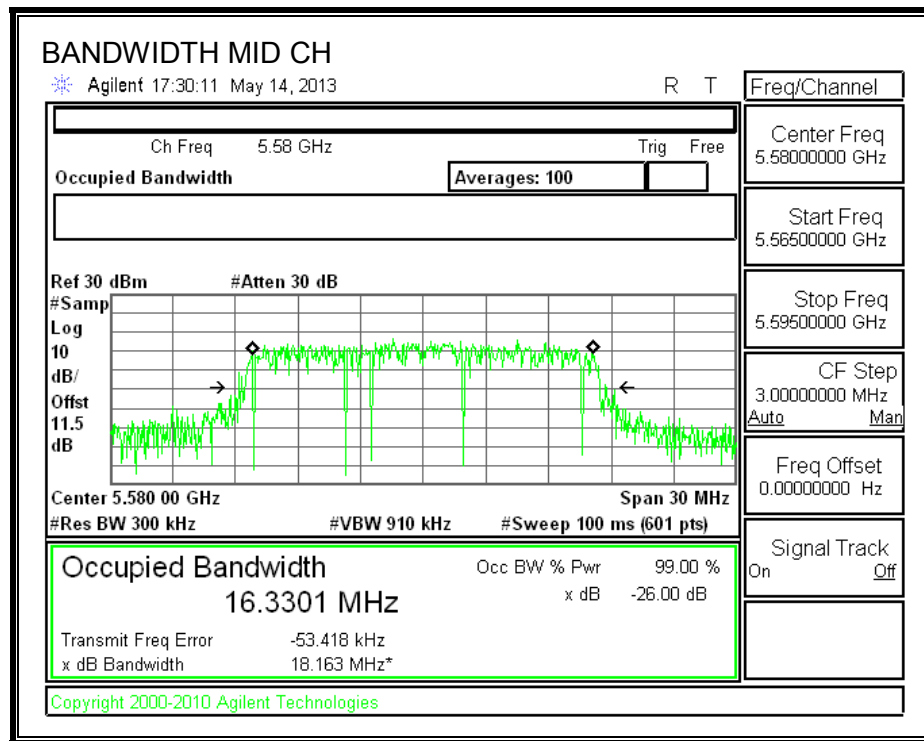 BANDWIDTH MID CH
Agilent 17:30:11 May 14, 2013 R T
Freq/Channel
Ch Freq 5.58 GHz Trig Free
Occupied Bandwidth Averages: 100
Center Freq
5.58000000 GHz
Start Freq
5.56500000 GHz
Stop Freq
5.59500000 GHz
CF Step
3.00000000 MHz
Auto Man
Freq Offset
0.00000000 Hz
Signal Track
On Off
Ref 30 dBm #Atten 30 dB
#Samp
Log
10
dB/
Offst
11.5
dB
Center 5.580 00 GHz Span 30 MHz
#Res BW 300 kHz #VBW 910 kHz #Sweep 100 ms (601 pts)
Occupied Bandwidth Occ BW % Pwr 99.00 %
16.3301 MHz x dB -26.00 dB
Transmit Freq Error -53.418 kHz
x dB Bandwidth 18.163 MHz*
Copyright 2000-2010 Agilent Technologies